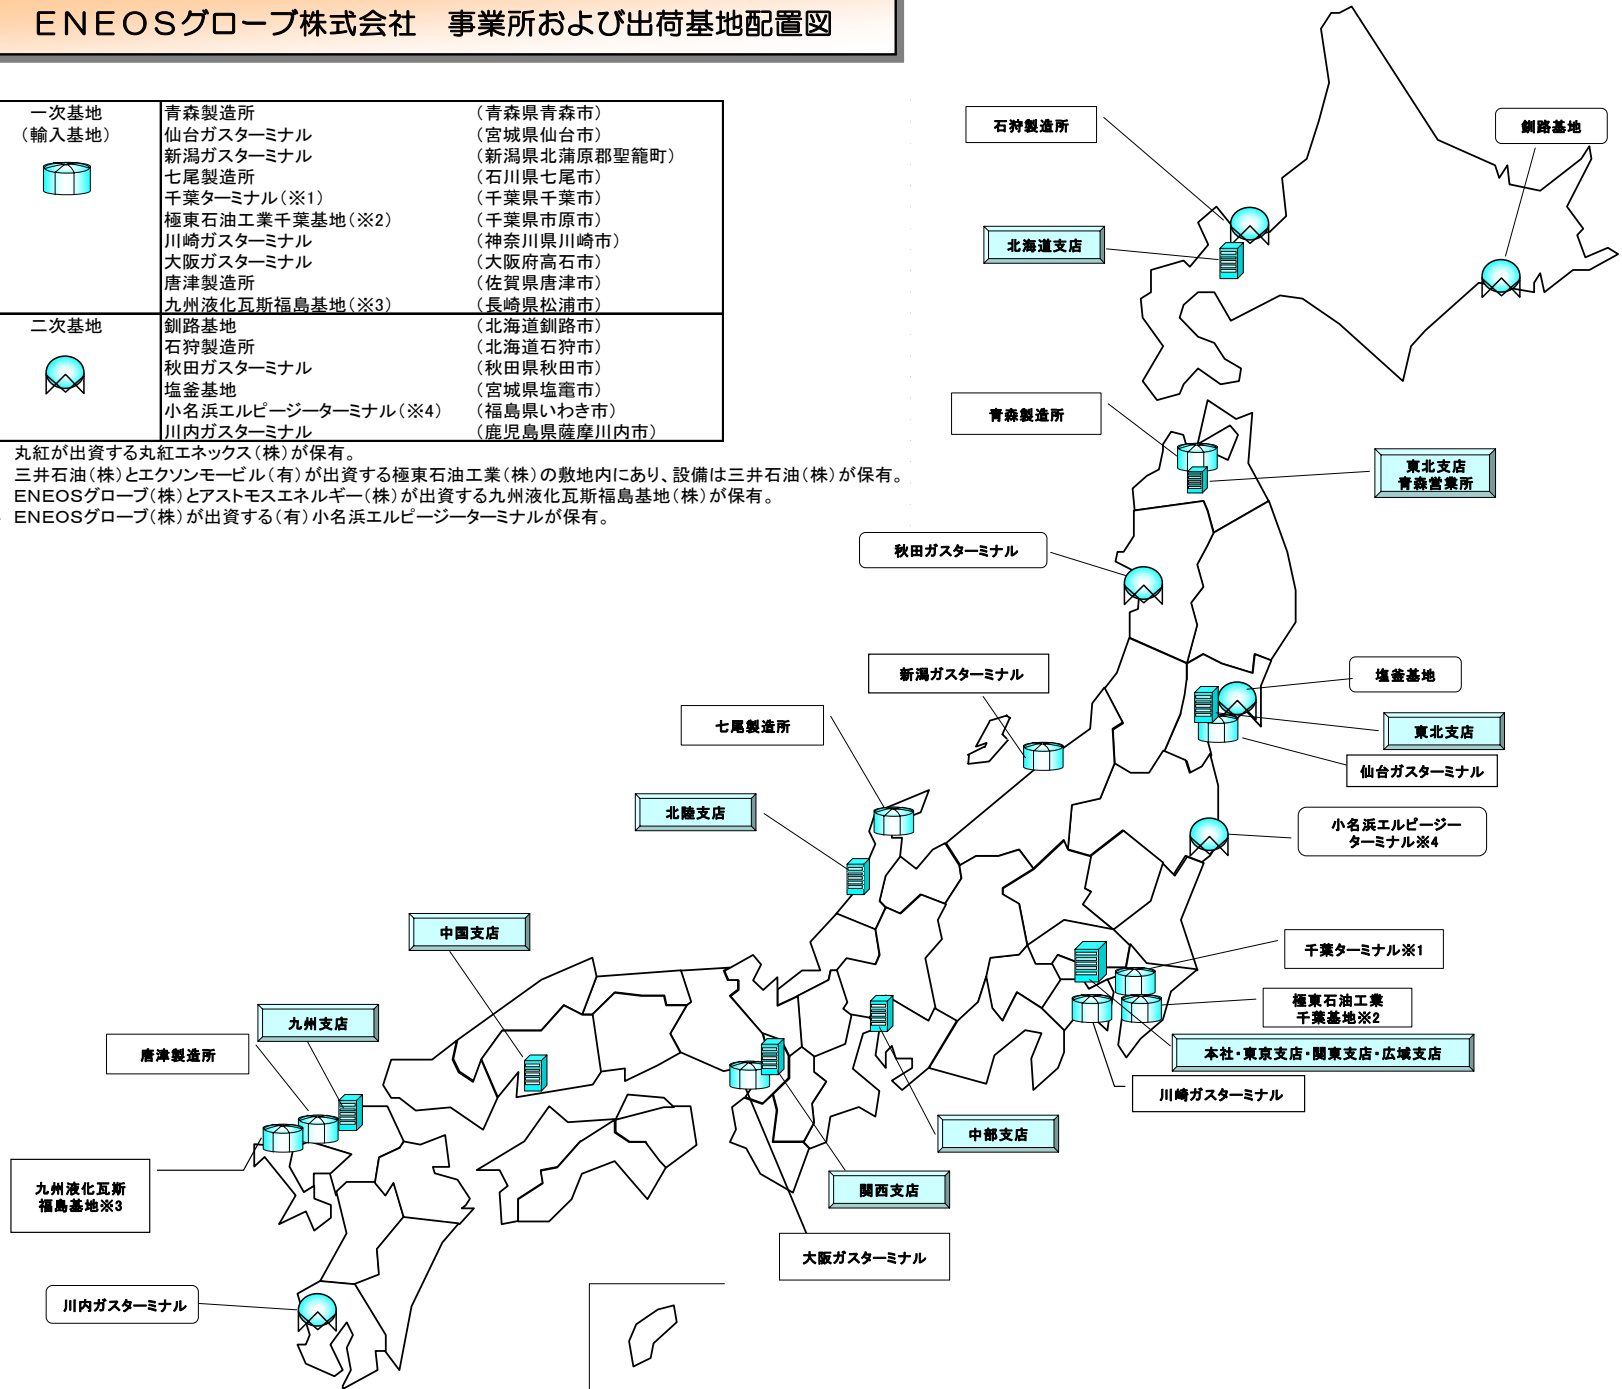 ENEOSグローブ株式会社　事業所および出荷基地配置図
一次基地
（輸入基地）
青森製造所　（青森県青森市）
仙台ガスターミナル　（宮城県仙台市）
新潟ガスターミナル　（新潟県北蒲原郡聖籠町）
七尾製造所　（石川県七尾市）
千葉ターミナル（※1）　（千葉県千葉市）
極東石油工業千葉基地（※2）　（千葉県市原市）
川崎ガスターミナル　（神奈川県川崎市）
大阪ガスターミナル　（大阪府高石市）
唐津製造所　（佐賀県唐津市）
九州液化瓦斯福島基地（※3）　（長崎県松浦市）
二次基地
釧路基地　（北海道釧路市）
石狩製造所　（北海道石狩市）
秋田ガスターミナル　（秋田県秋田市）
塩釜基地　（宮城県塩竈市）
小名浜エルピージーターミナル（※4）　（福島県いわき市）
川内ガスターミナル　（鹿児島県薩摩川内市）
丸紅が出資する丸紅エネックス（株）が保有。
三井石油（株）とエクソンモービル（有）が出資する極東石油工業（株）の敷地内にあり、設備は三井石油（株）が保有。
ENEOSグローブ（株）とアストモスエネルギー（株）が出資する九州液化瓦斯福島基地（株）が保有。
ENEOSグローブ（株）が出資する（有）小名浜エルピージーターミナルが保有。
石狩製造所
釧路基地
北海道支店
青森製造所
東北支店
青森営業所
秋田ガスターミナル
新潟ガスターミナル
塩釜基地
七尾製造所
東北支店
仙台ガスターミナル
北陸支店
小名浜エルピージー
ターミナル※4
中国支店
千葉ターミナル※1
極東石油工業
千葉基地※2
九州支店
唐津製造所
本社・東京支店・関東支店・広域支店
川崎ガスターミナル
中部支店
九州液化瓦斯
福島基地※3
関西支店
大阪ガスターミナル
川内ガスターミナル